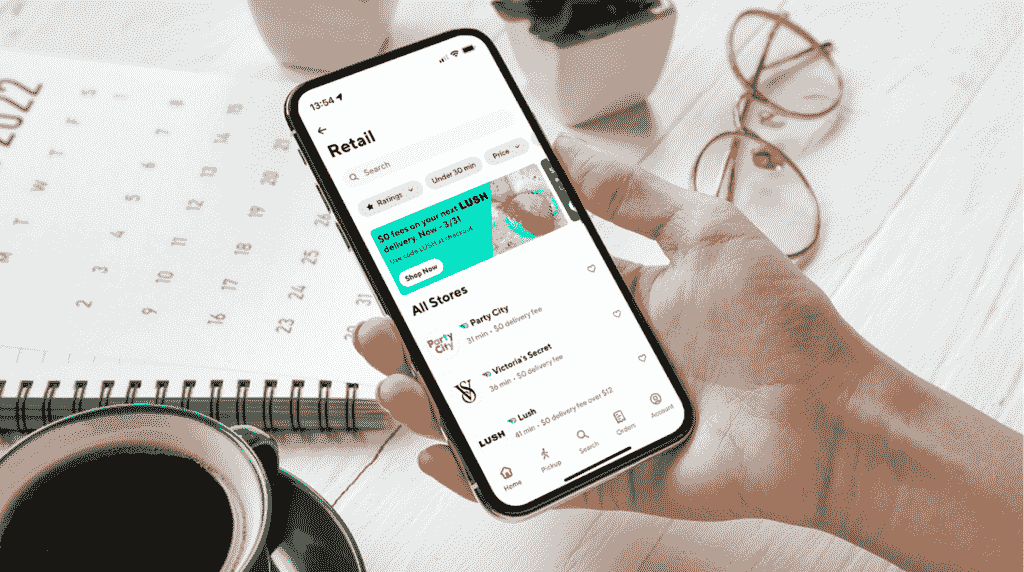 2022
13:54
Retail
Search
Ratings
Under 30 min
Price
$0 fees on your next LUSH
delivery. Now - 3/31
Use code LUSH at checkout
Shop Now
All Stores
Party
City
Party City
31 min • $0 delivery fee
VS
Victoria's Secret
36 min • $0 delivery fee
LUSH
Lush
41 min • $0 delivery fee over $12
Home
Pickup
Search
Orders
Account